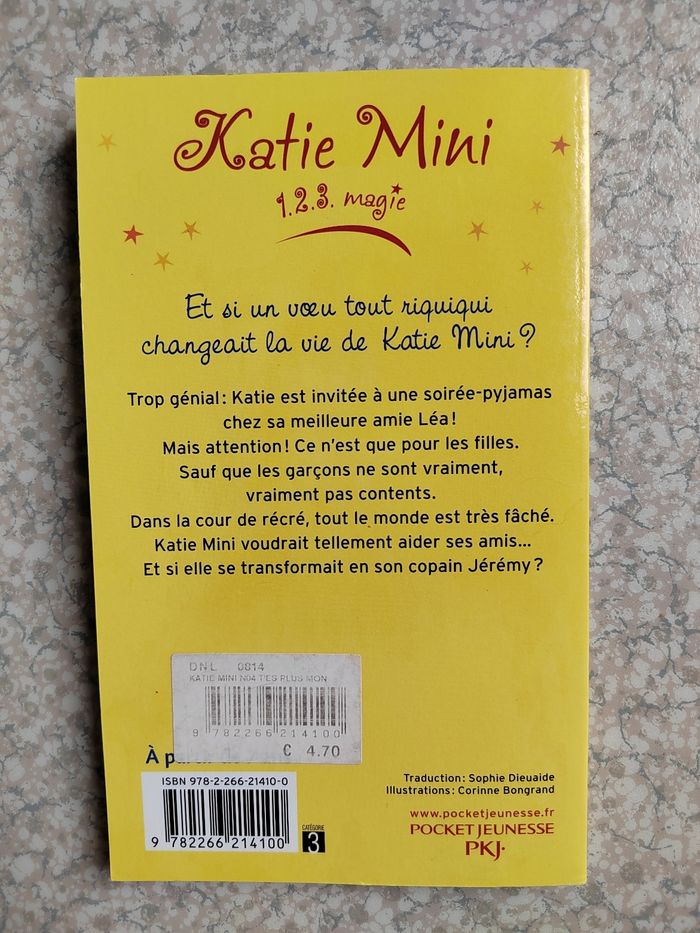 Katie Mini
1.2.3. magie
Et si un vœu tout riquiqui
changeait la vie de Katie Mini ?
Trop génial : Katie est invitée à une soirée-pyjamas
chez sa meilleure amie Léa !
Mais attention ! Ce n'est que pour les filles.
Sauf que les garçons ne sont vraiment,
vraiment pas contents.
Dans la cour de récré, tout le monde est très fâché.
Katie Mini voudrait tellement aider ses amis...
Et si elle se transformait en son copain Jérémy ?
DNL 0814
KATIE MINI N04 T'ES PLUS MON
9 782266 214100
€ 4.70
À
ISBN 978-2-266-21410-0
9 782266 214100
CATÉGORIE
3
Traduction : Sophie Dieuaide
Illustrations : Corinne Bongrand
www.pocketjeunesse.fr
POCKET JEUNESSE
PKJ·